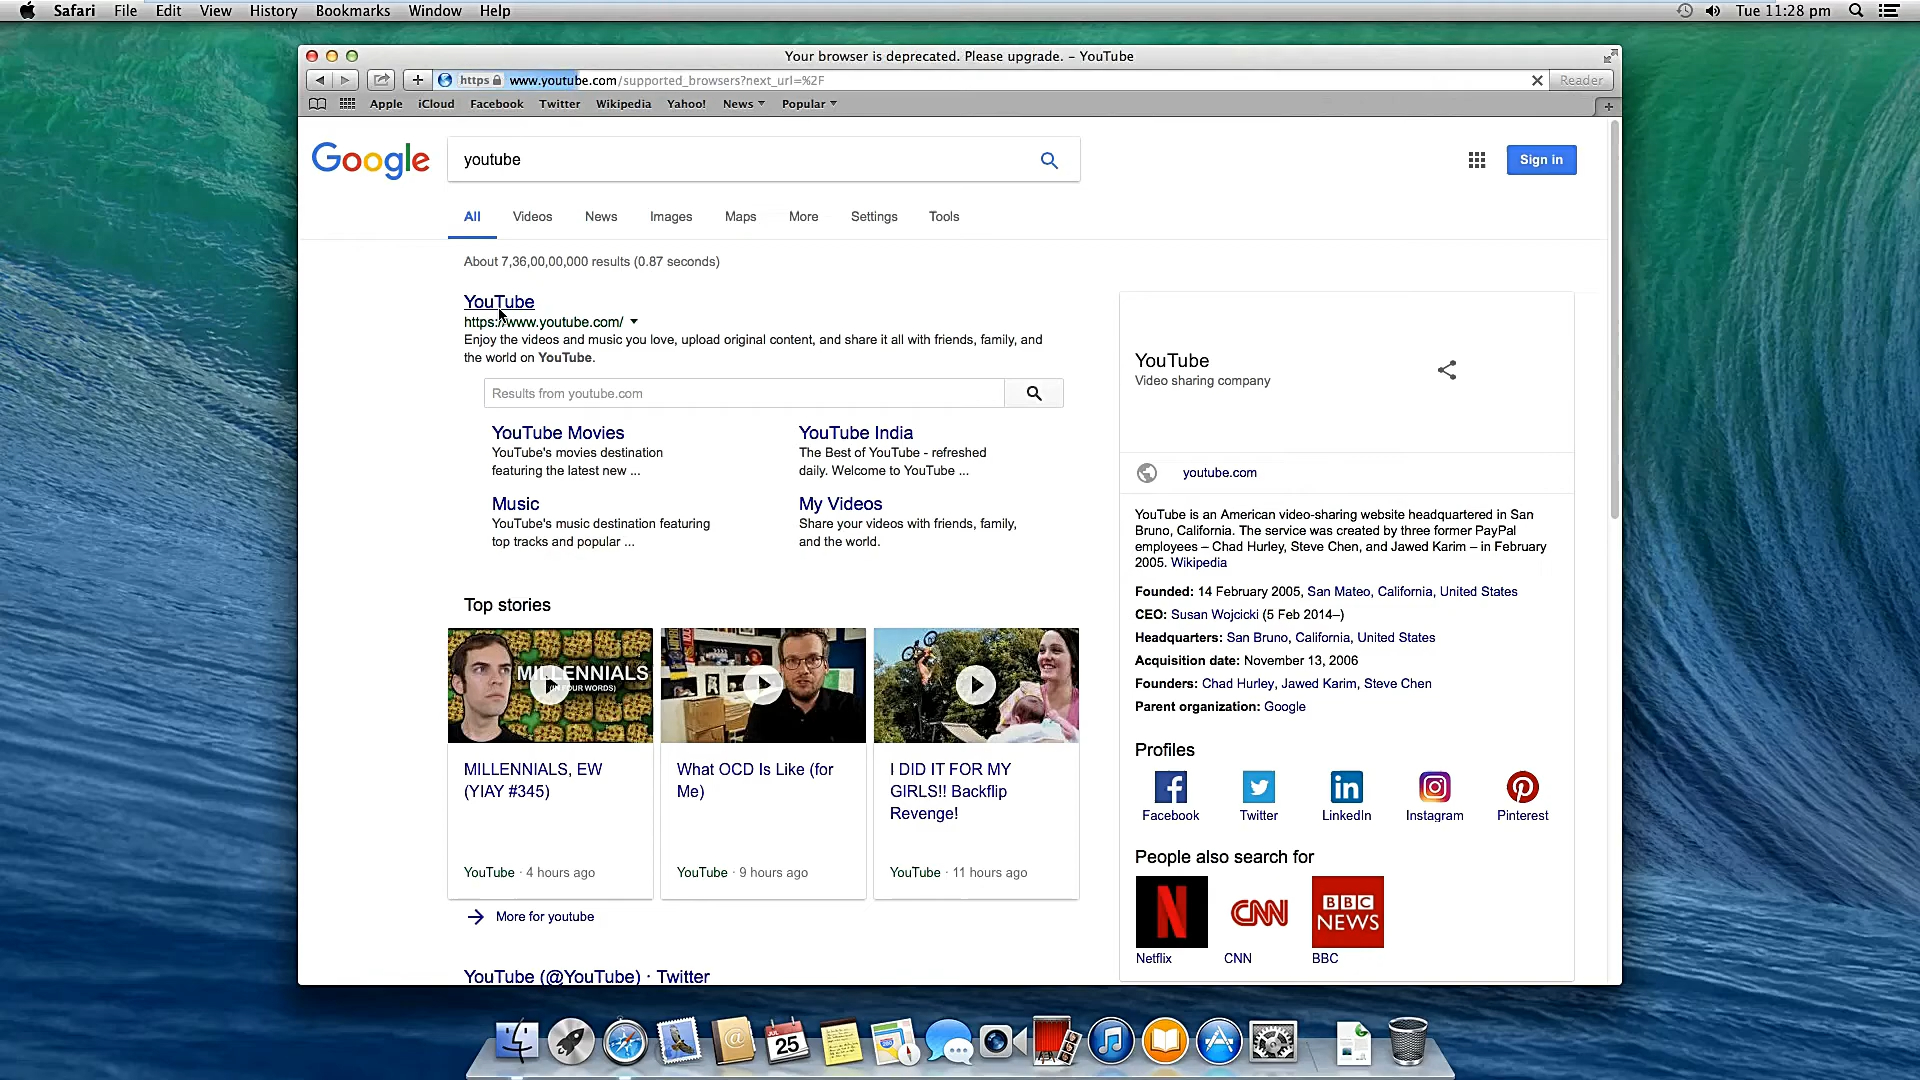 Safari File Edit View History Bookmarks Window Help
Tue 11:28 pm
Your browser is deprecated. Please upgrade. – YouTube
https www.youtube.com/supported_browsers?next_url=%2F
Reader
Apple iCloud Facebook Twitter Wikipedia Yahoo! News Popular
Google
youtube
Sign in
All Videos News Images Maps More Settings Tools
About 7,36,00,00,000 results (0.87 seconds)
YouTube
https://www.youtube.com/
Enjoy the videos and music you love, upload original content, and share it all with friends, family, and
the world on YouTube.
Results from youtube.com
YouTube Movies
YouTube's movies destination
featuring the latest new ...
YouTube India
The Best of YouTube - refreshed
daily. Welcome to YouTube ...
Music
YouTube's music destination featuring
top tracks and popular ...
My Videos
Share your videos with friends, family,
and the world.
Top stories
MILLENNIALS
(IN FOUR WORDS)
MILLENNIALS, EW
(YIAY #345)
YouTube · 4 hours ago
What OCD Is Like (for
Me)
YouTube · 9 hours ago
I DID IT FOR MY
GIRLS!! Backflip
Revenge!
YouTube · 11 hours ago
More for youtube
YouTube (@YouTube) · Twitter
YouTube
Video sharing company
youtube.com
YouTube is an American video-sharing website headquartered in San
Bruno, California. The service was created by three former PayPal
employees – Chad Hurley, Steve Chen, and Jawed Karim – in February
2005. Wikipedia
Founded: 14 February 2005, San Mateo, California, United States
CEO: Susan Wojcicki (5 Feb 2014–)
Headquarters: San Bruno, California, United States
Acquisition date: November 13, 2006
Founders: Chad Hurley, Jawed Karim, Steve Chen
Parent organization: Google
Profiles
Facebook Twitter LinkedIn Instagram Pinterest
People also search for
N
CNN
BBC
NEWS
Netflix CNN BBC
JUL
25